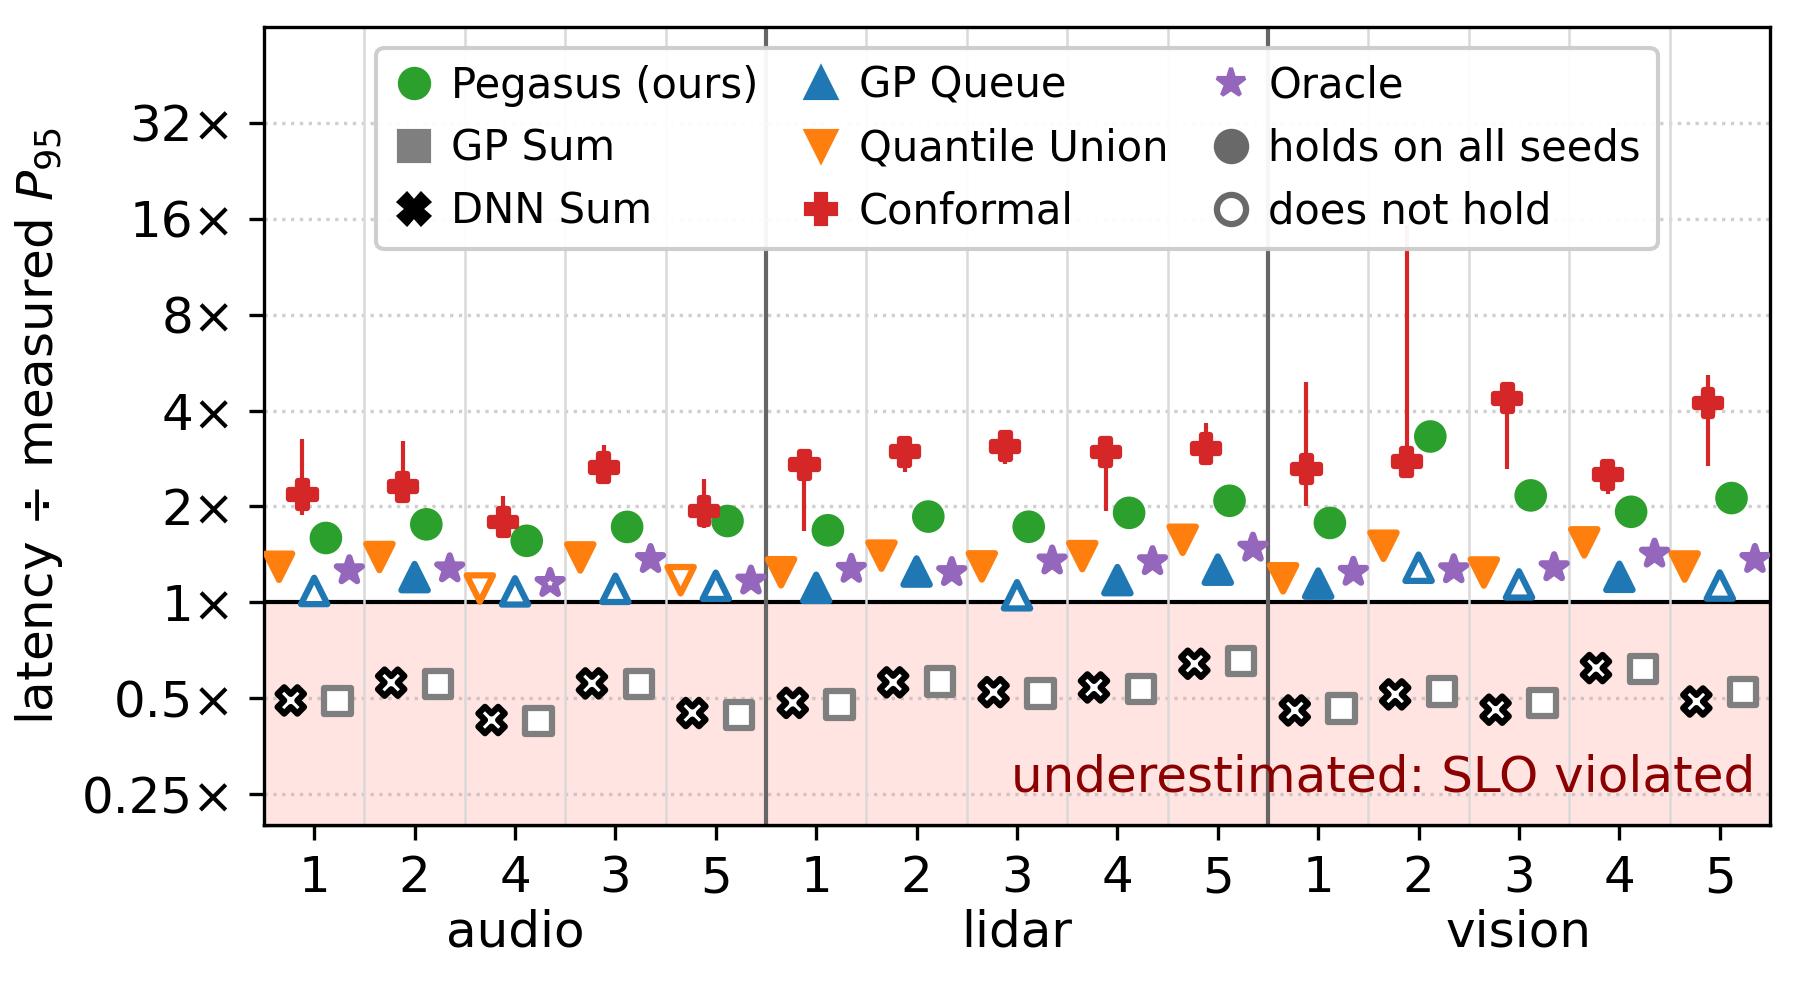 latency ÷ measured P95
32×
16×
8×
4×
2×
1×
0.5×
0.25×
Pegasus (ours)
GP Sum
DNN Sum
GP Queue
Quantile Union
Conformal
Oracle
holds on all seeds
does not hold
underestimated: SLO violated
1 2 4 3 5 1 2 3 4 5 1 2 3 4 5
audio lidar vision